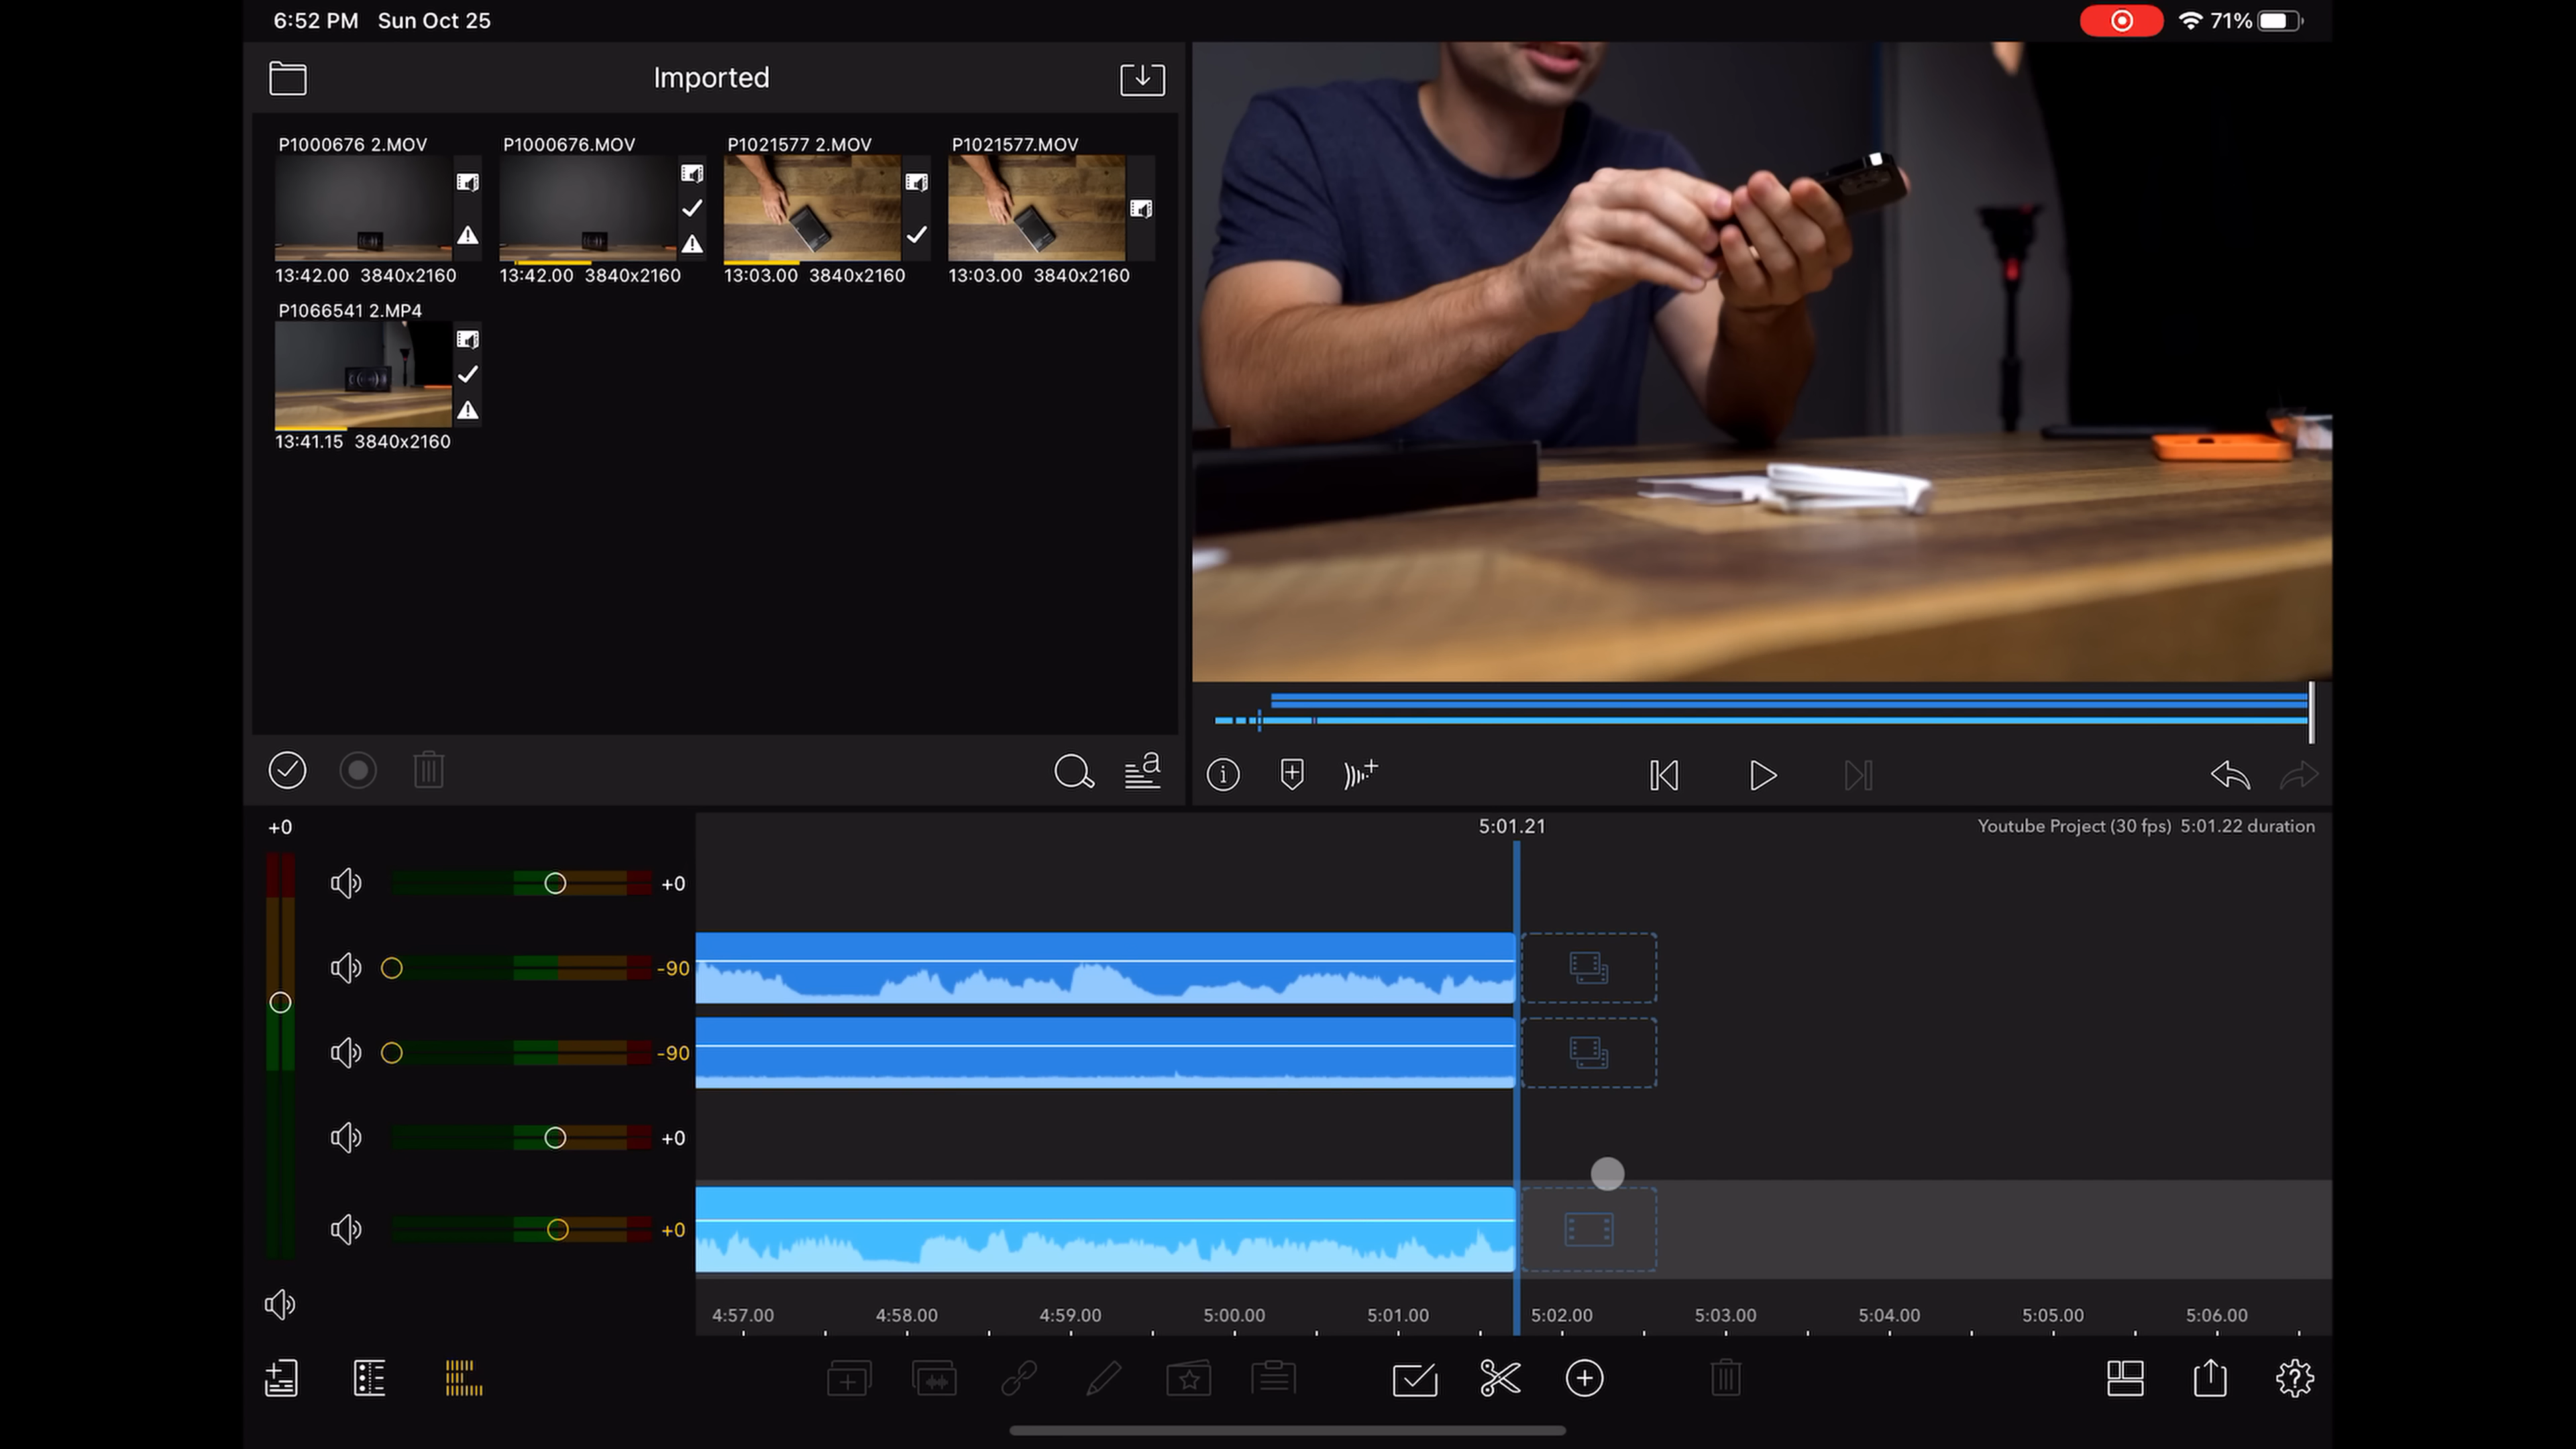 6:52 PM Sun Oct 25
71%
Imported
P1000676 2.MOV
P1000676.MOV
P1021577 2.MOV
P1021577.MOV
13:42.00 3840x2160
13:42.00 3840x2160
13:03.00 3840x2160
13:03.00 3840x2160
P1066541 2.MP4
13:41.15 3840x2160
a
+0
5:01.21
Youtube Project (30 fps) 5:01.22 duration
+0
-90
-90
+0
+0
4:57.00
4:58.00
4:59.00
5:00.00
5:01.00
5:02.00
5:03.00
5:04.00
5:05.00
5:06.00